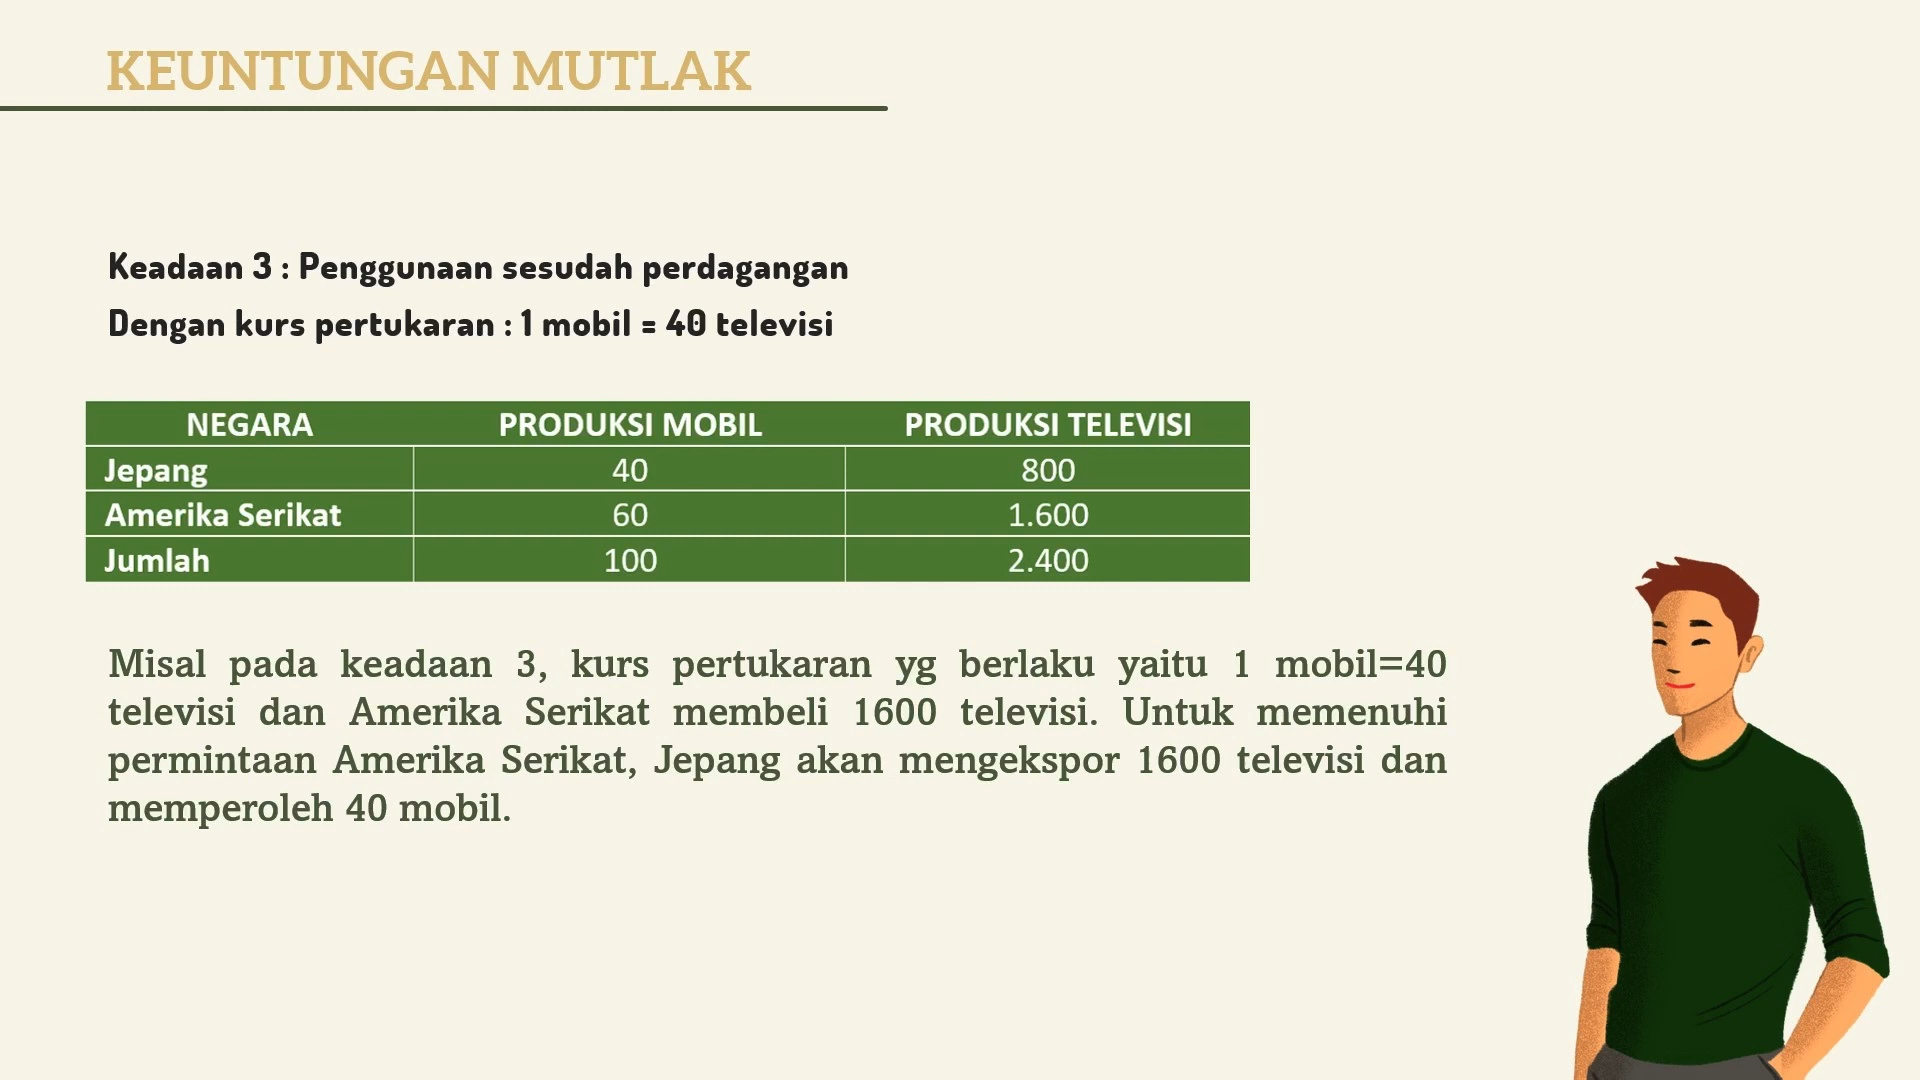 KEUNTUNGAN MUTLAK
Keadaan 3 : Penggunaan sesudah perdagangan
Dengan kurs pertukaran : 1 mobil = 40 televisi
NEGARA PRODUKSI MOBIL PRODUKSI TELEVISI
Jepang 40 800
Amerika Serikat 60 1.600
Jumlah 100 2.400
Misal pada keadaan 3, kurs pertukaran yg berlaku yaitu 1 mobil=40
televisi dan Amerika Serikat membeli 1600 televisi. Untuk memenuhi
permintaan Amerika Serikat, Jepang akan mengekspor 1600 televisi dan
memperoleh 40 mobil.